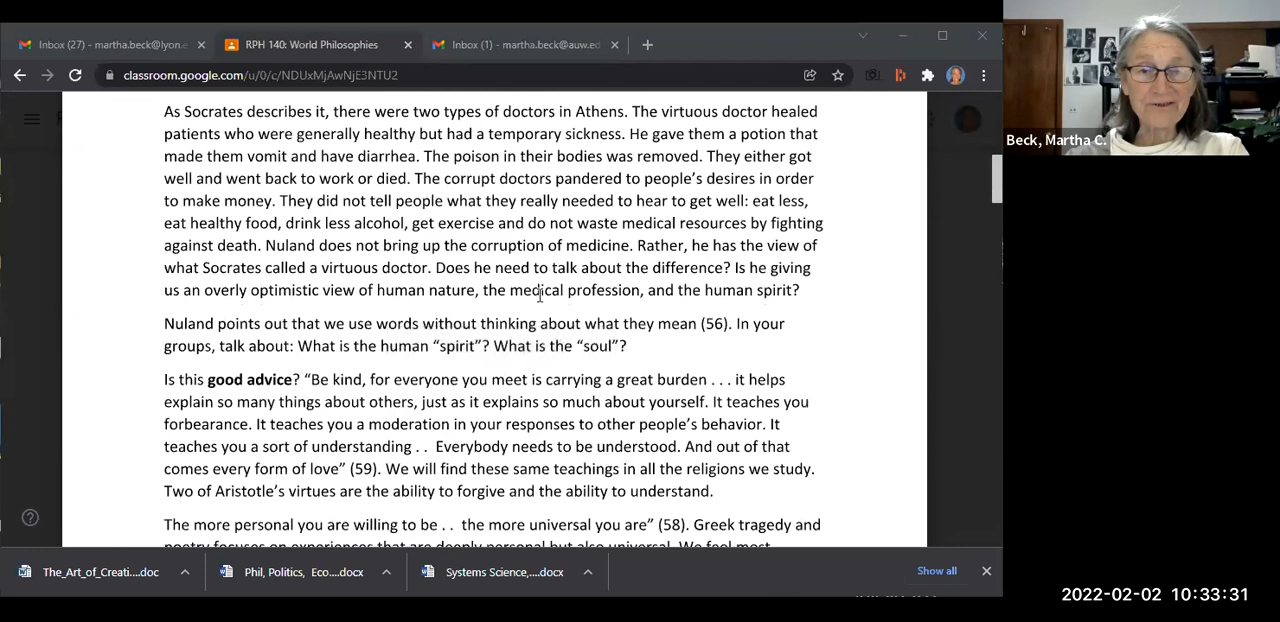 Inbox (27) - martha.beck@lyon.e
RPH 140: World Philosophies
Inbox (1) - martha.beck@auw.ed
classroom.google.com/u/0/c/NDUxMjAwNjE3NTU2
As Socrates describes it, there were two types of doctors in Athens. The virtuous doctor healed
patients who were generally healthy but had a temporary sickness. He gave them a potion that
made them vomit and have diarrhea. The poison in their bodies was removed. They either got
well and went back to work or died. The corrupt doctors pandered to people's desires in order
to make money. They did not tell people what they really needed to hear to get well: eat less,
eat healthy food, drink less alcohol, get exercise and do not waste medical resources by fighting
against death. Nuland does not bring up the corruption of medicine. Rather, he has the view of
what Socrates called a virtuous doctor. Does he need to talk about the difference? Is he giving
us an overly optimistic view of human nature, the medical profession, and the human spirit?
Nuland points out that we use words without thinking about what they mean (56). In your
groups, talk about: What is the human "spirit"? What is the "soul"?
Is this good advice? "Be kind, for everyone you meet is carrying a great burden . . . it helps
explain so many things about others, just as it explains so much about yourself. It teaches you
forbearance. It teaches you a moderation in your responses to other people's behavior. It
teaches you a sort of understanding . . Everybody needs to be understood. And out of that
comes every form of love" (59). We will find these same teachings in all the religions we study.
Two of Aristotle's virtues are the ability to forgive and the ability to understand.
The more personal you are willing to be . . the more universal you are" (58). Greek tragedy and
poetry focuses on experiences that are deeply personal but also universal. We feel most
The_Art_of_Creati....doc
Phil, Politics, Eco....docx
Systems Science,....docx
Show all
Beck, Martha C.
2022-02-02 10:33:31